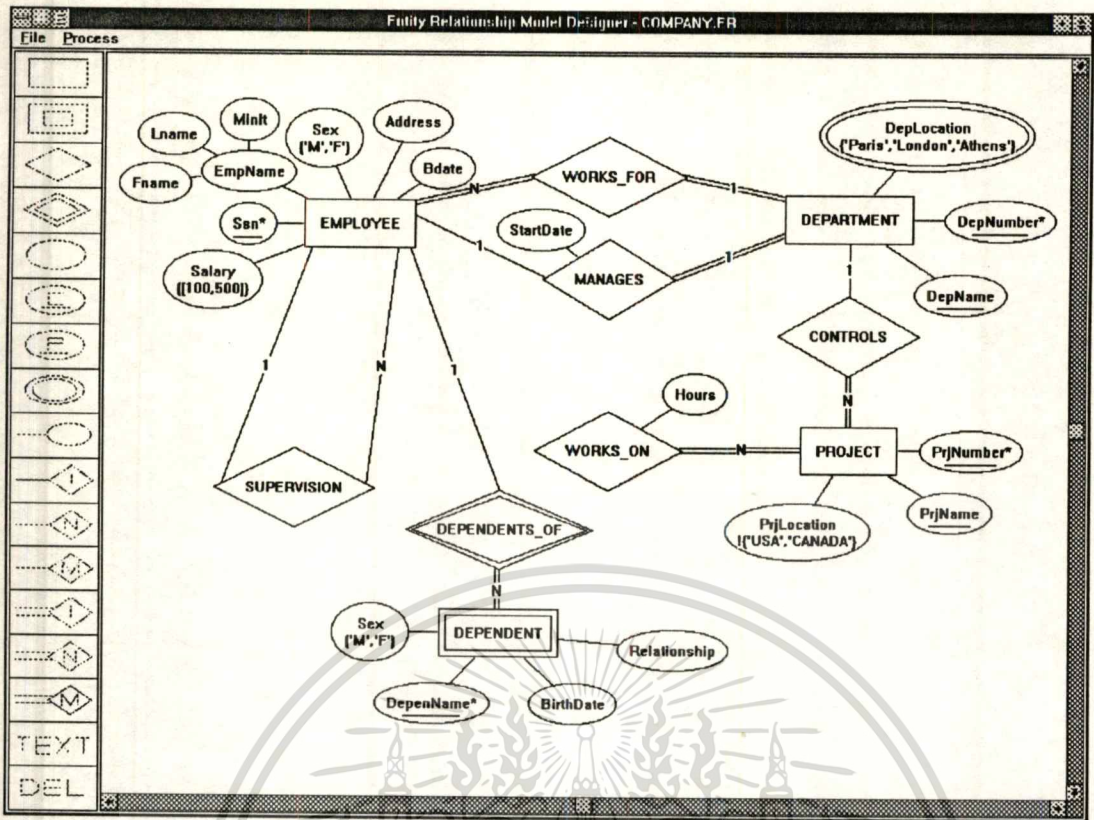 Entity Relationship Model Designer - COMPANY.ER
File Process
Lname
MInit
Sex
{'M','F'}
Address
DepLocation
{'Paris','London','Athens'}
Fname
EmpName
Bdate
N
WORKS_FOR
1
Ssn*
EMPLOYEE
StartDate
DEPARTMENT
DepNumber*
Salary
{[100,500]}
1
MANAGES
1
1
DepName
CONTROLS
1
N
1
Hours
N
WORKS_ON
N
PROJECT
PrjNumber*
SUPERVISION
PrjName
DEPENDENTS_OF
PrjLocation
!{'USA','CANADA'}
N
Sex
{'M','F'}
DEPENDENT
Relationship
DepenName*
BirthDate
L
P
1
N
M
1
N
M
TEXT
DEL